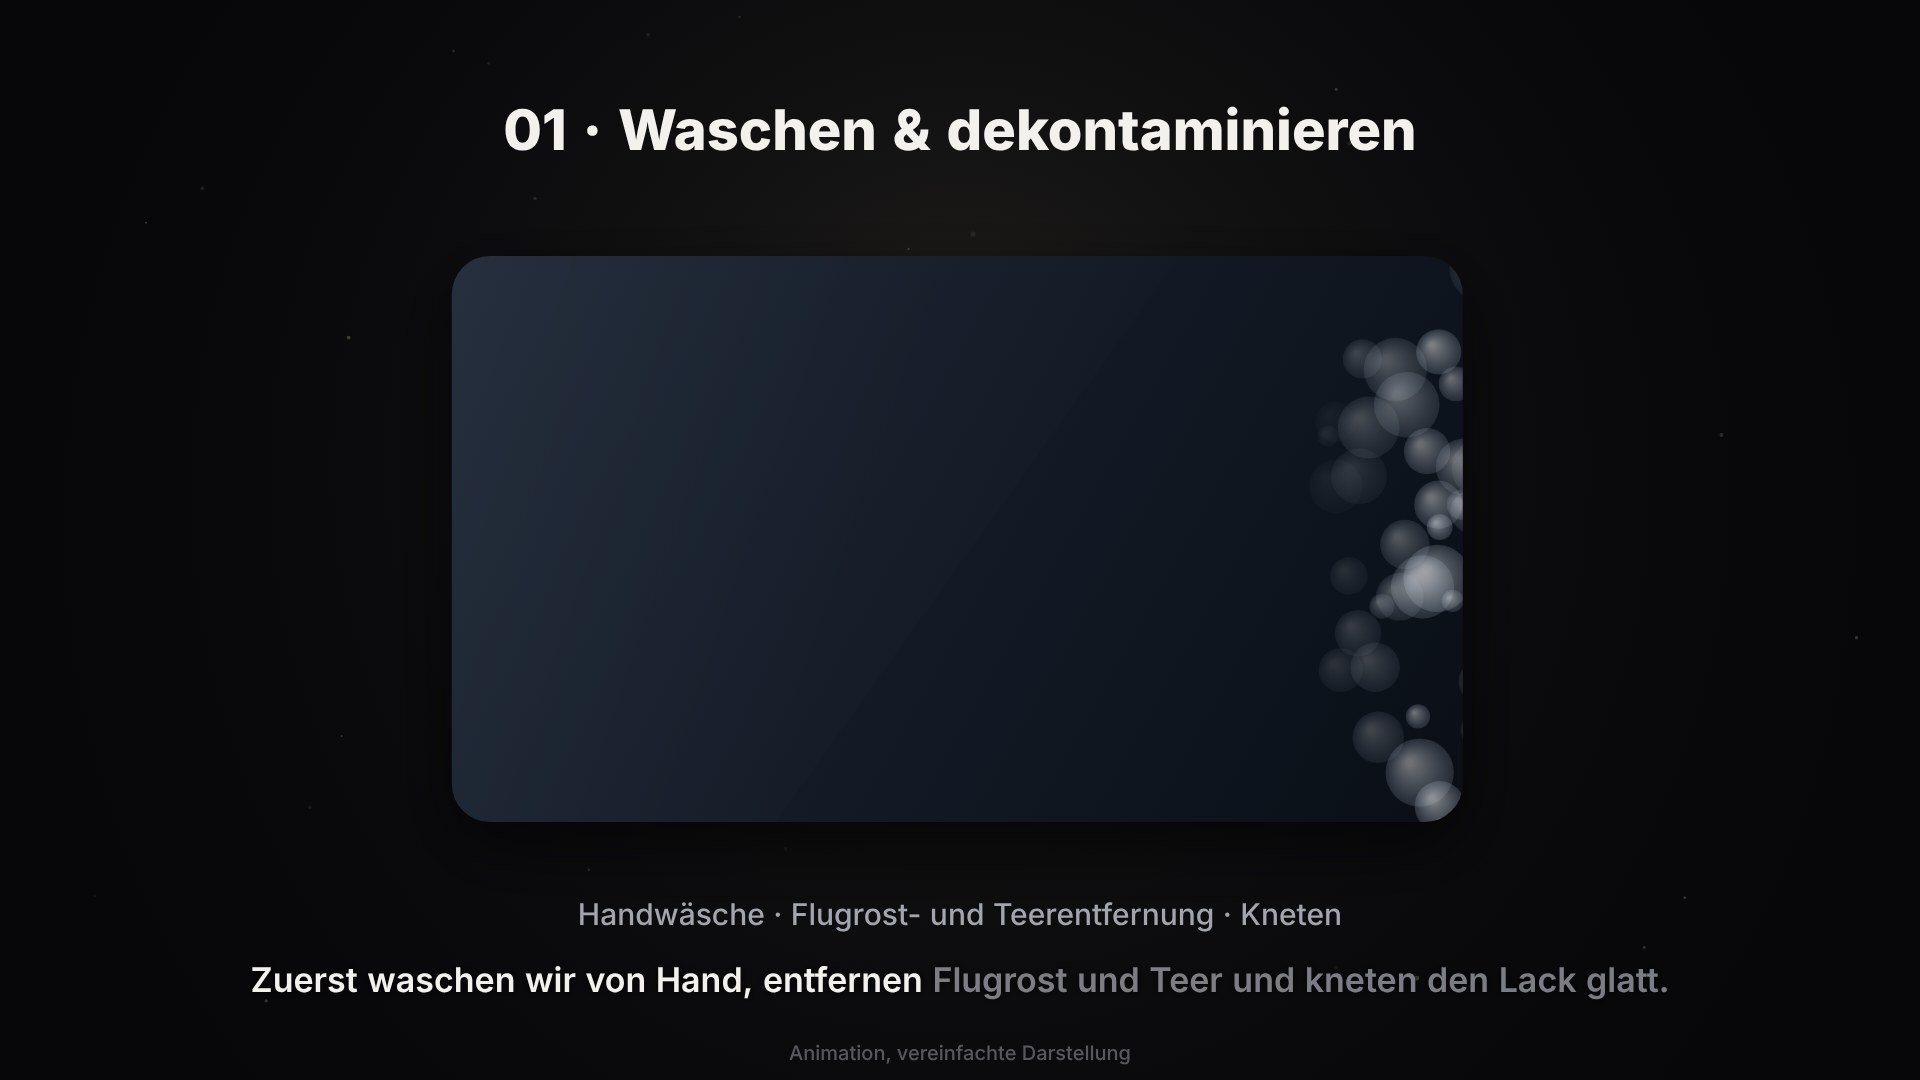 01 · Waschen & dekontaminieren
Handwäsche · Flugrost- und Teerentfernung · Kneten
Zuerst waschen wir von Hand, entfernen Flugrost und Teer und kneten den Lack glatt.
Animation, vereinfachte Darstellung